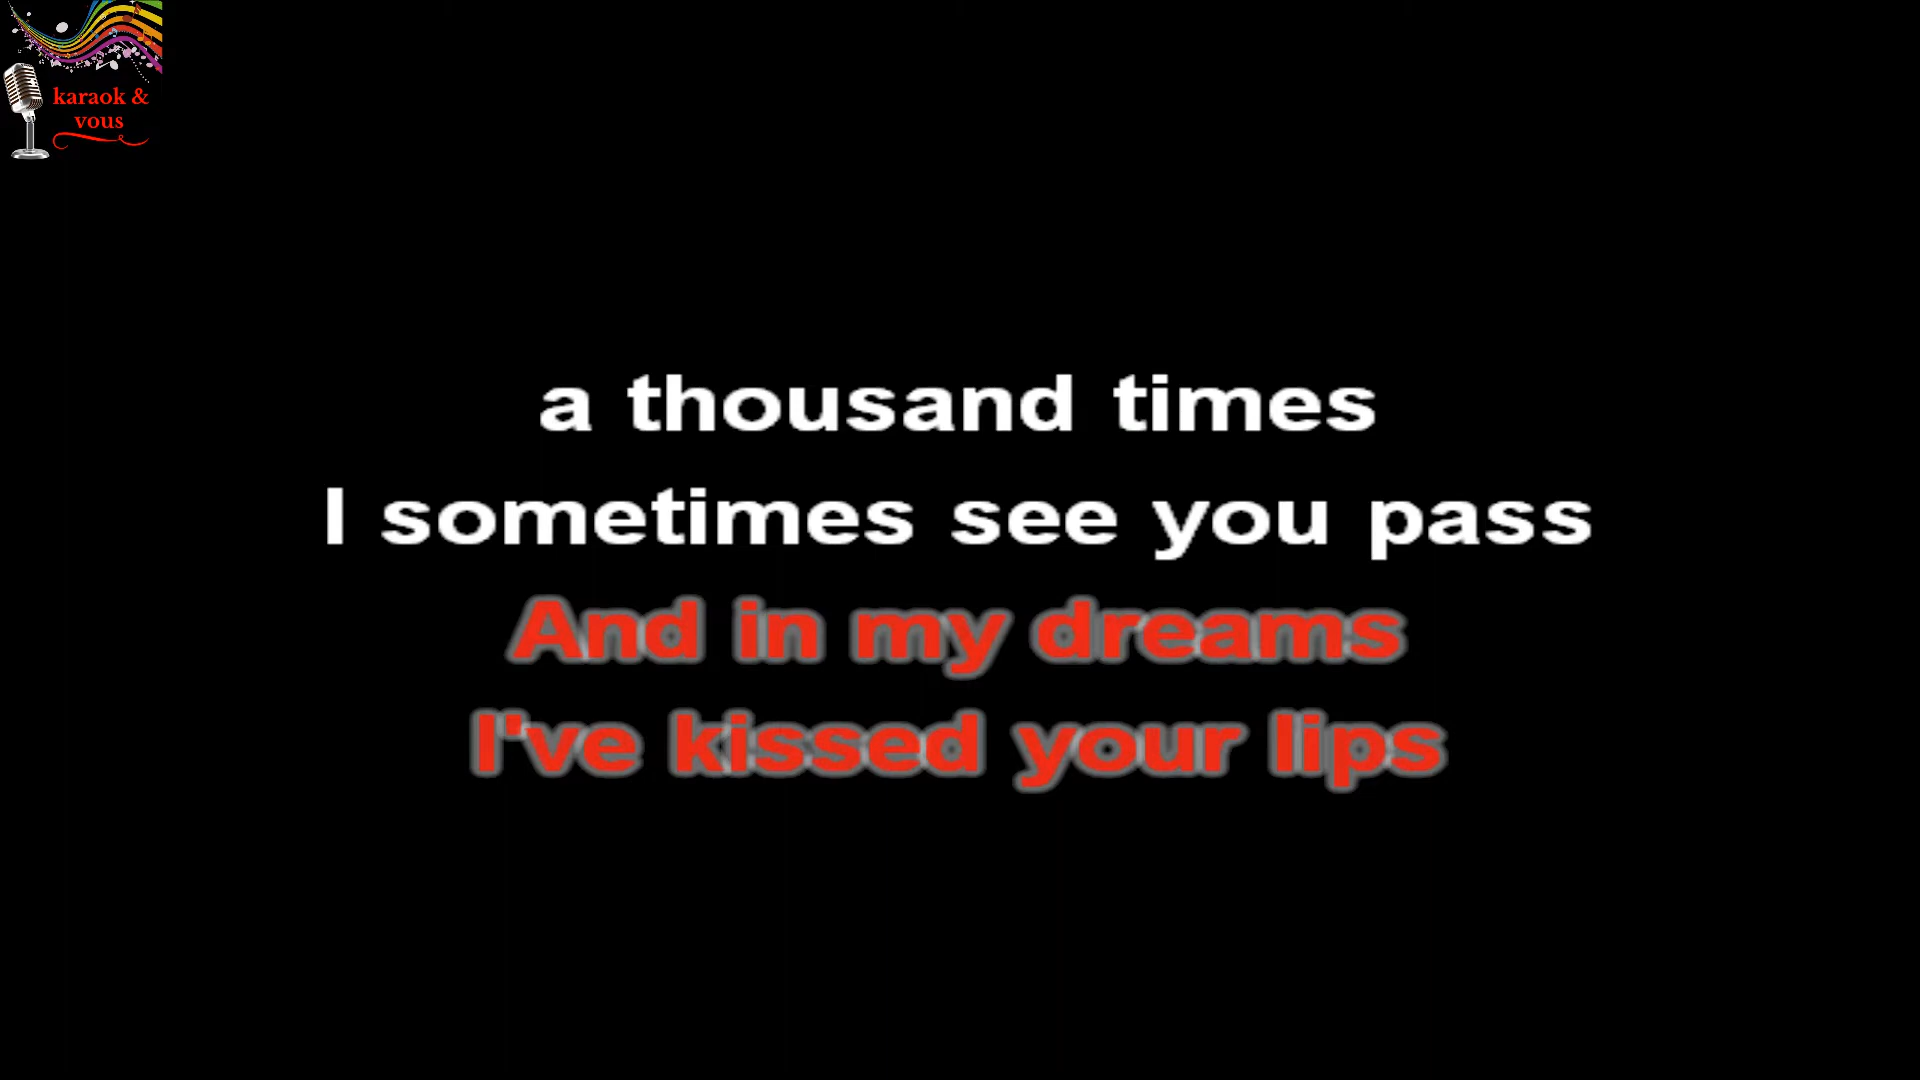 karaok &
vous
a thousand times
I sometimes see you pass
And in my dreams
I've kissed your lips